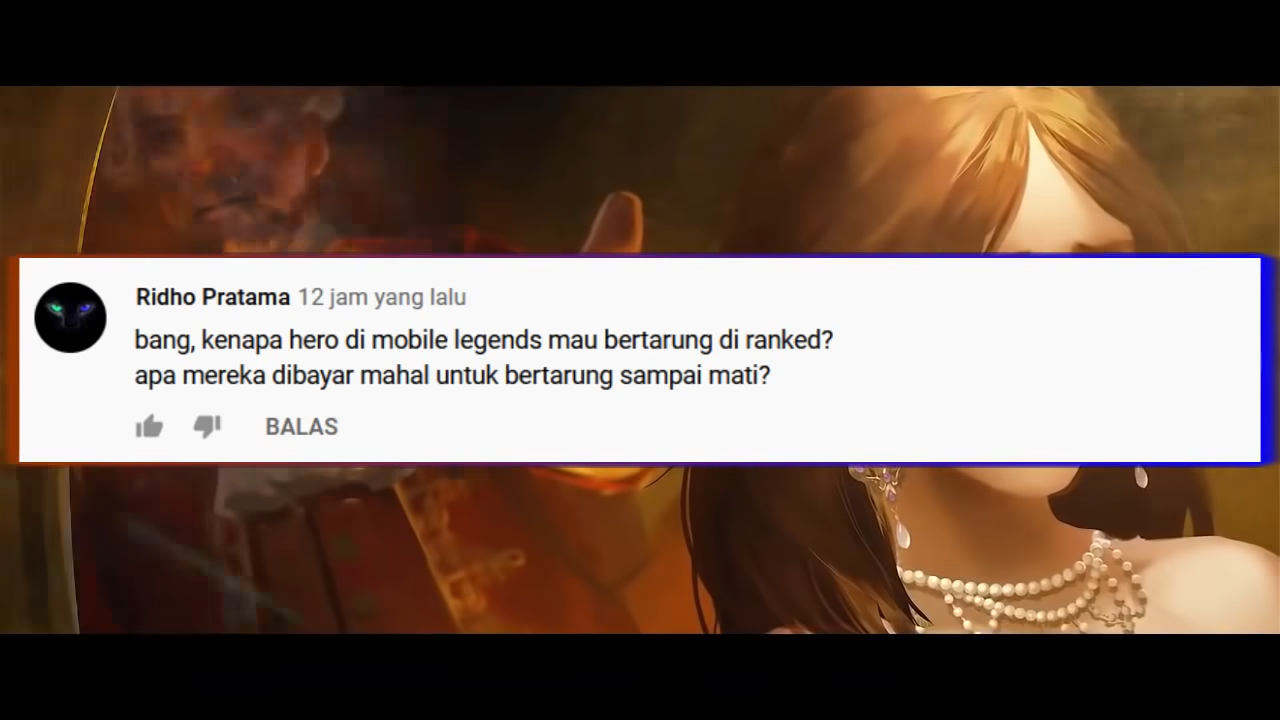 Ridho Pratama 12 jam yang lalu
bang, kenapa hero di mobile legends mau bertarung di ranked?
apa mereka dibayar mahal untuk bertarung sampai mati?
BALAS